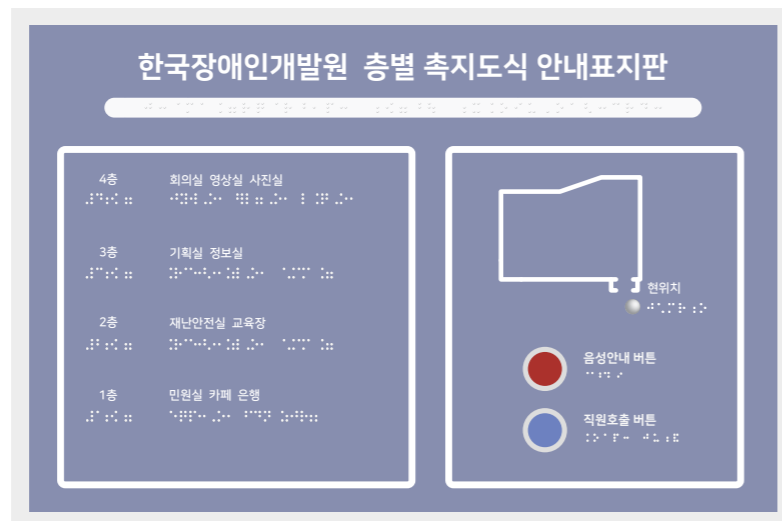 한국장애인개발원 층별 촉지도식 안내표지판
4층 회의실 영상실 사진실
3층 기획실 정보실
2층 재난안전실 교육장
1층 민원실 카페 은행
현위치
음성안내 버튼
직원호출 버튼